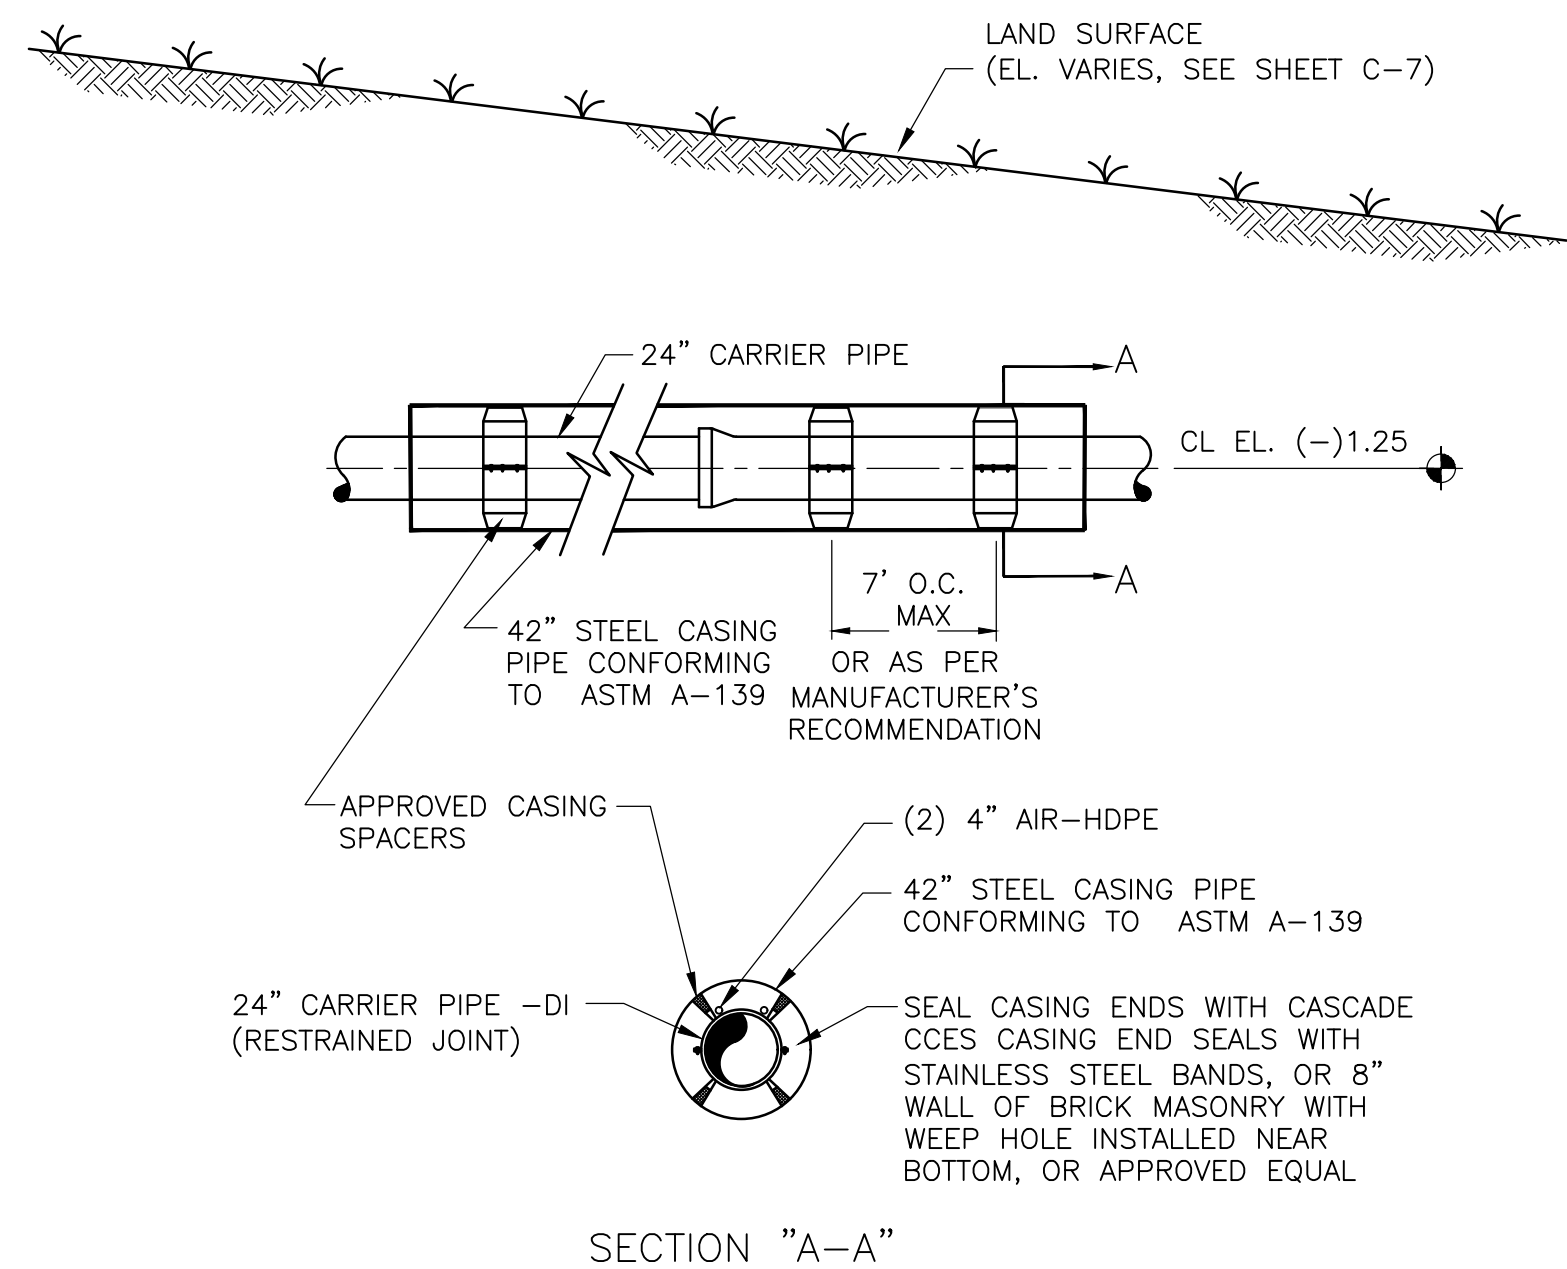 LAND SURFACE
(EL. VARIES, SEE SHEET C-7)
24" CARRIER PIPE
A
CL EL. (-)1.25
A
7' O.C.
MAX
OR AS PER
MANUFACTURER'S
RECOMMENDATION
42" STEEL CASING
PIPE CONFORMING
TO ASTM A-139
APPROVED CASING
SPACERS
(2) 4" AIR-HDPE
42" STEEL CASING PIPE
CONFORMING TO ASTM A-139
24" CARRIER PIPE -DI
(RESTRAINED JOINT)
SEAL CASING ENDS WITH CASCADE
CCES CASING END SEALS WITH
STAINLESS STEEL BANDS, OR 8"
WALL OF BRICK MASONRY WITH
WEEP HOLE INSTALLED NEAR
BOTTOM, OR APPROVED EQUAL
SECTION "A-A"